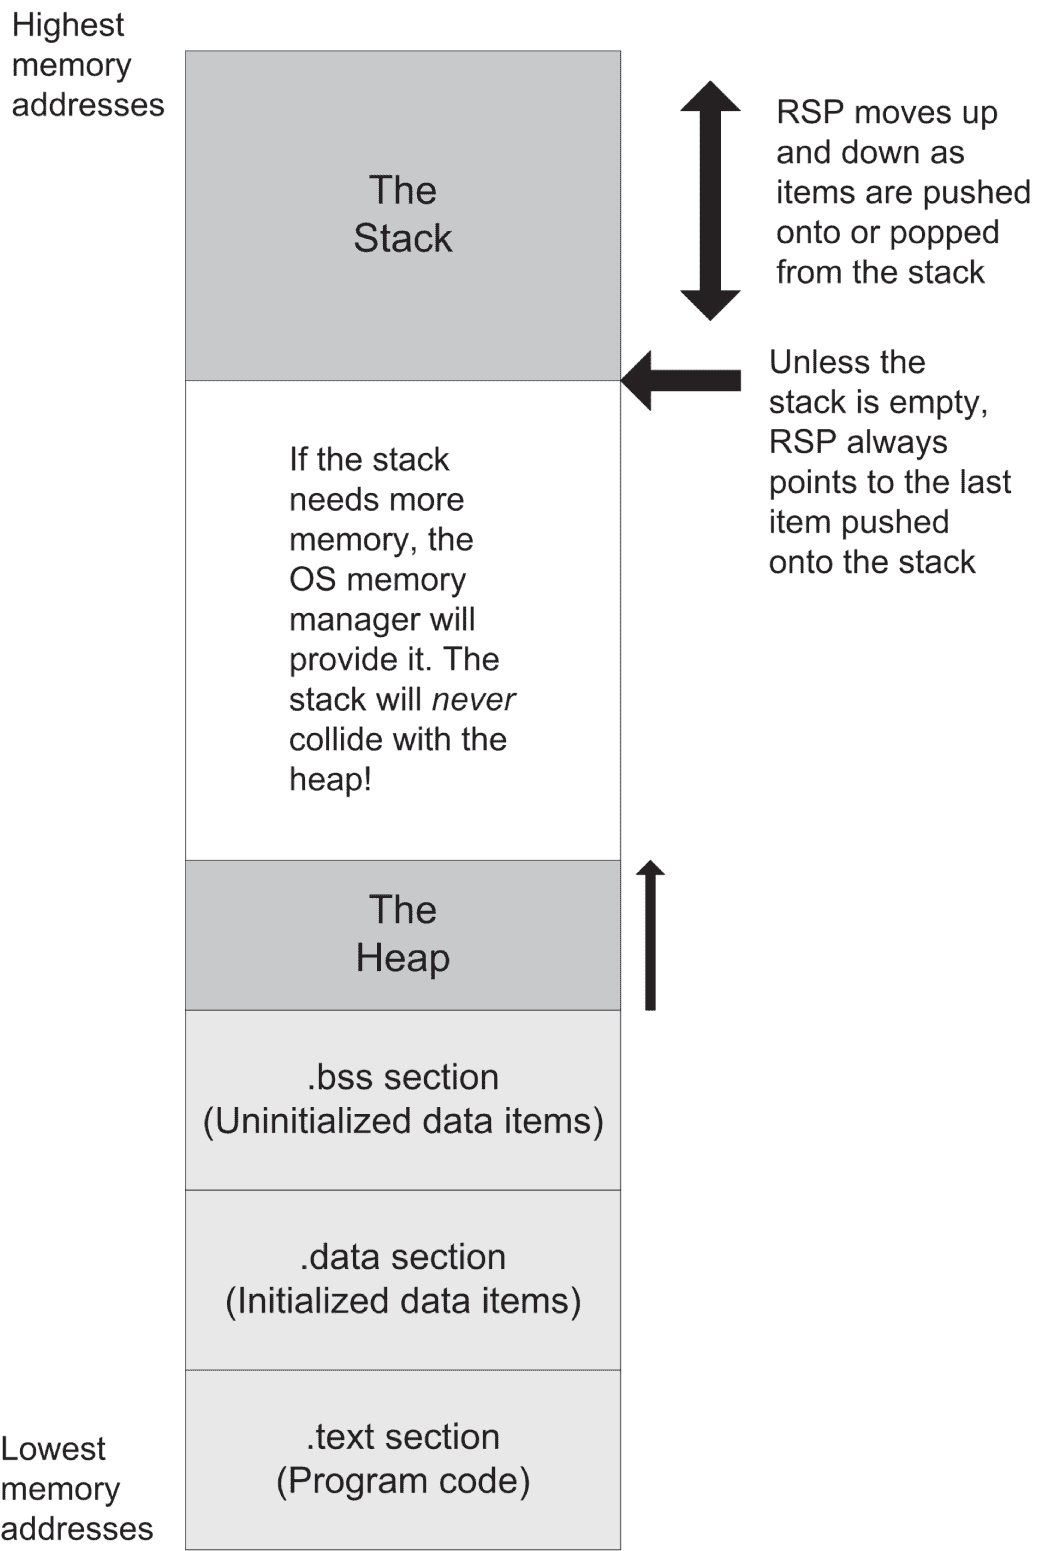 Highest
memory
addresses
The
Stack
RSP moves up
and down as
items are pushed
onto or popped
from the stack
Unless the
stack is empty,
RSP always
points to the last
item pushed
onto the stack
If the stack
needs more
memory, the
OS memory
manager will
provide it. The
stack will never
collide with the
heap!
The
Heap
.bss section
(Uninitialized data items)
.data section
(Initialized data items)
.text section
(Program code)
Lowest
memory
addresses